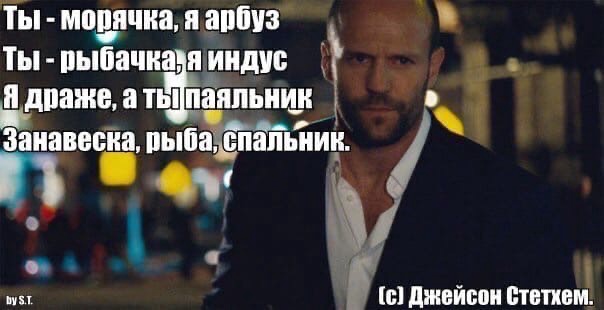 Ты - морячка, я арбуз
Ты - рыбачка, я индус
Я драже, а ты паяльник
Занавеска, рыба, спальник.
(с) Джейсон Стетхем.
by S.T.